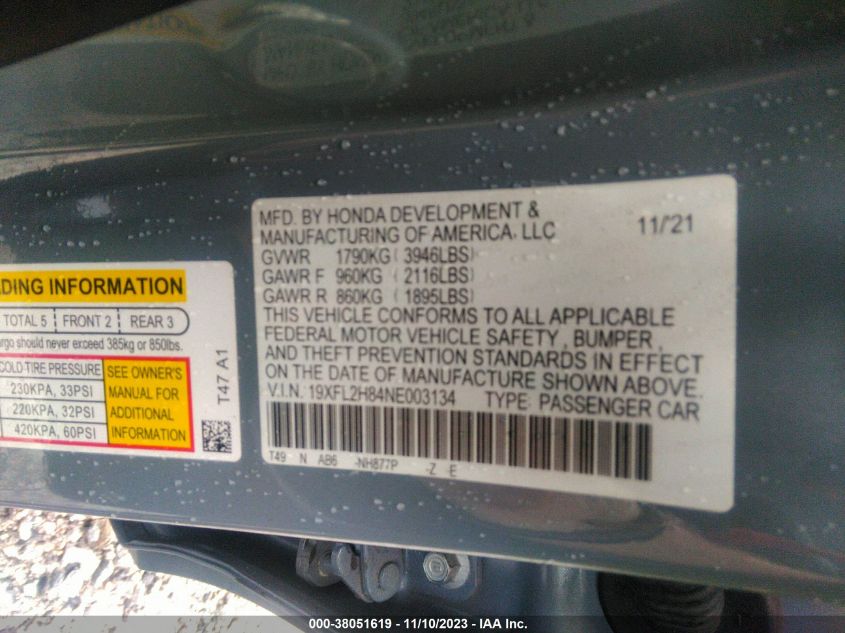 MFD. BY HONDA DEVELOPMENT &
MANUFACTURING OF AMERICA, LLC 11/21
GVWR 1790KG ( 3946LBS)
GAWR F 960KG ( 2116LBS)
GAWR R 860KG ( 1895LBS)
THIS VEHICLE CONFORMS TO ALL APPLICABLE
FEDERAL MOTOR VEHICLE SAFETY , BUMPER ,
AND THEFT PREVENTION STANDARDS IN EFFECT
ON THE DATE OF MANUFACTURE SHOWN ABOVE.
V.I.N. 19XFL2H84NE003134 TYPE: PASSENGER CAR
T49 N AB6 -NH877P -Z -E
ADING INFORMATION
TOTAL 5 FRONT 2 REAR 3
argo should never exceed 385kg or 850lbs.
COLD TIRE PRESSURE
230KPA, 33PSI
220KPA, 32PSI
420KPA, 60PSI
SEE OWNER'S
MANUAL FOR
ADDITIONAL
INFORMATION
T47 A1
000-38051619 - 11/10/2023 - IAA Inc.